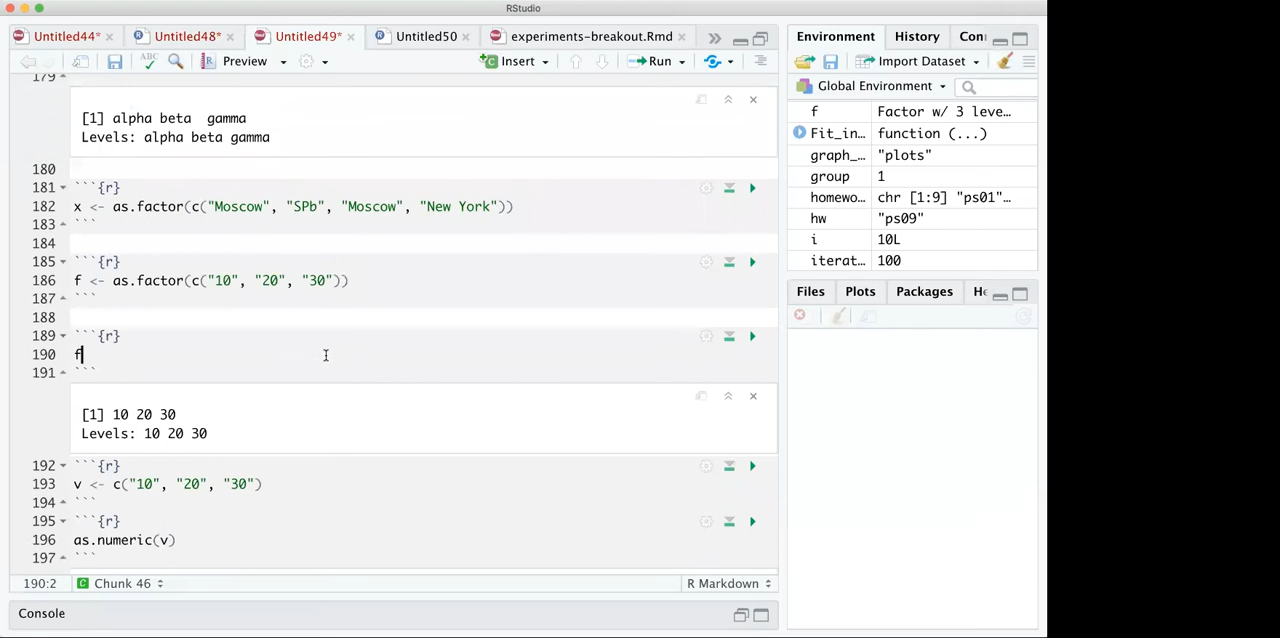 RStudio
Untitled44* × Untitled48* × Untitled49* × Untitled50 × experiments-breakout.Rmd ×
ABC Preview Insert Run
179
[1] alpha beta  gamma
Levels: alpha beta gamma
180
181 ```{r}
182 x <- as.factor(c("Moscow", "SPb", "Moscow", "New York"))
183 ```
184
185 ```{r}
186 f <- as.factor(c("10", "20", "30"))
187 ```
188
189 ```{r}
190 f
191 ```
[1] 10 20 30
Levels: 10 20 30
192 ```{r}
193 v <- c("10", "20", "30")
194 ```
195 ```{r}
196 as.numeric(v)
197 ```
190:2 C Chunk 46 R Markdown
Console
Environment History Con
Import Dataset
Global Environment
f Factor w/ 3 leve…
Fit_in… function (...)
graph_… "plots"
group 1
homewo… chr [1:9] "ps01"…
hw "ps09"
i 10L
iterat… 100
Files Plots Packages He